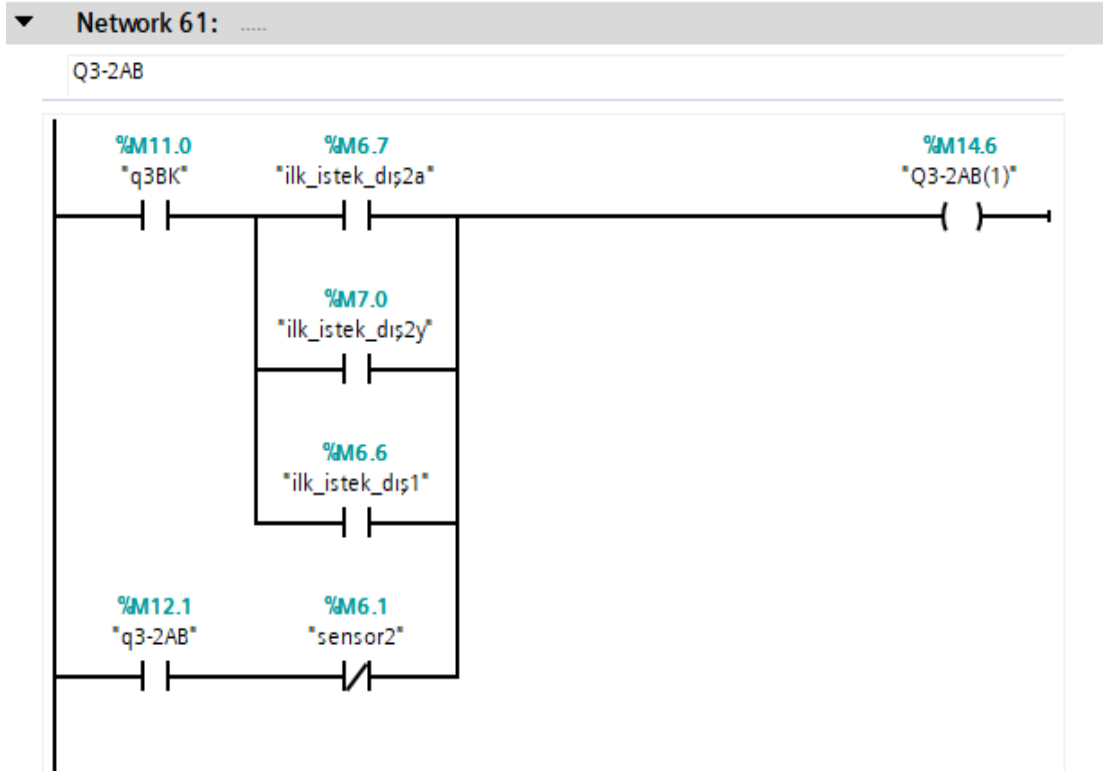 Network 61: .....
Q3-2AB
%M11.0 %M6.7 %M14.6
"q3BK" "ilk_istek_dış2a" "Q3-2AB(1)"
%M7.0
"ilk_istek_dış2y"
%M6.6
"ilk_istek_dış1"
%M12.1 %M6.1
"q3-2AB" "sensor2"